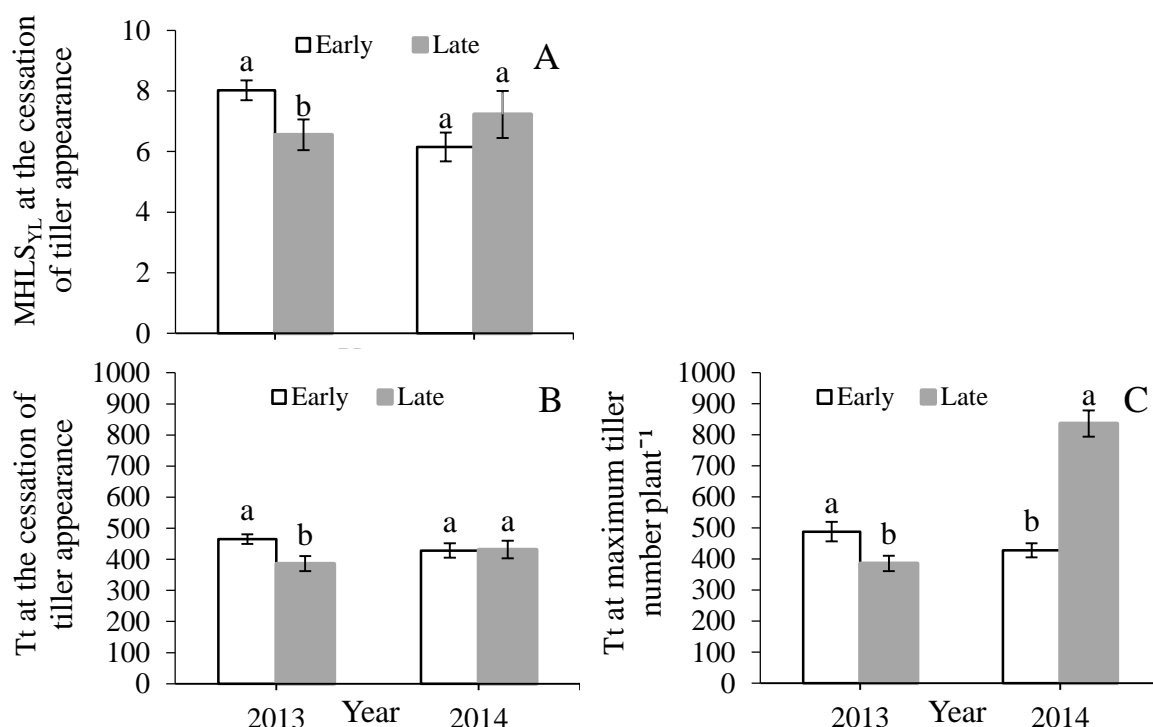 MHLS_YL at the cessation
of tiller appearance
10
8
6
4
2
0
Early Late
A
a
b
a
a
Tt at the cessation of
tiller appearance
1000
900
800
700
600
500
400
300
200
100
0
Early Late
B
a
b
a
a
2013 Year 2014
Tt at maximum tiller
number plant⁻¹
1000
900
800
700
600
500
400
300
200
100
0
Early Late
C
a
b
b
a
2013 Year 2014